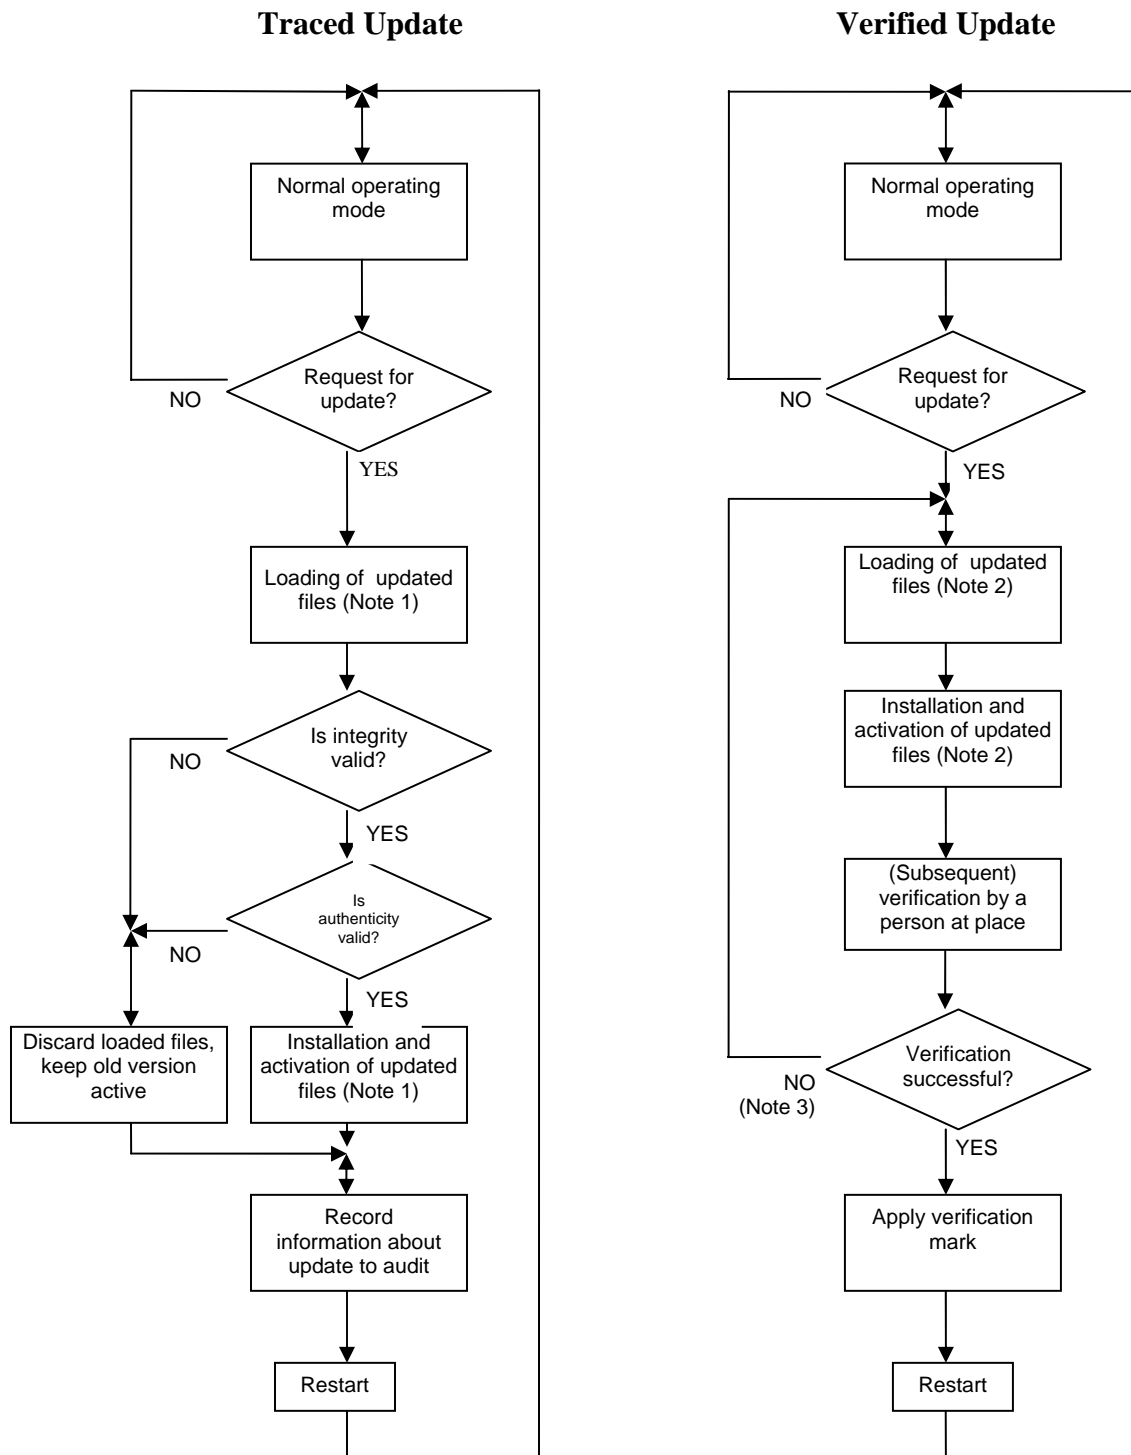 Traced Update
Normal operating
mode
Request for
update?
NO
YES
Loading of updated
files (Note 1)
Is integrity
valid?
NO
YES
Is
authenticity
valid?
NO
YES
Discard loaded files,
keep old version
active
Installation and
activation of updated
files (Note 1)
Record
information about
update to audit
Restart
Verified Update
Normal operating
mode
Request for
update?
NO
YES
Loading of updated
files (Note 2)
Installation and
activation of updated
files (Note 2)
(Subsequent)
verification by a
person at place
Verification
successful?
NO
(Note 3)
YES
Apply verification
mark
Restart